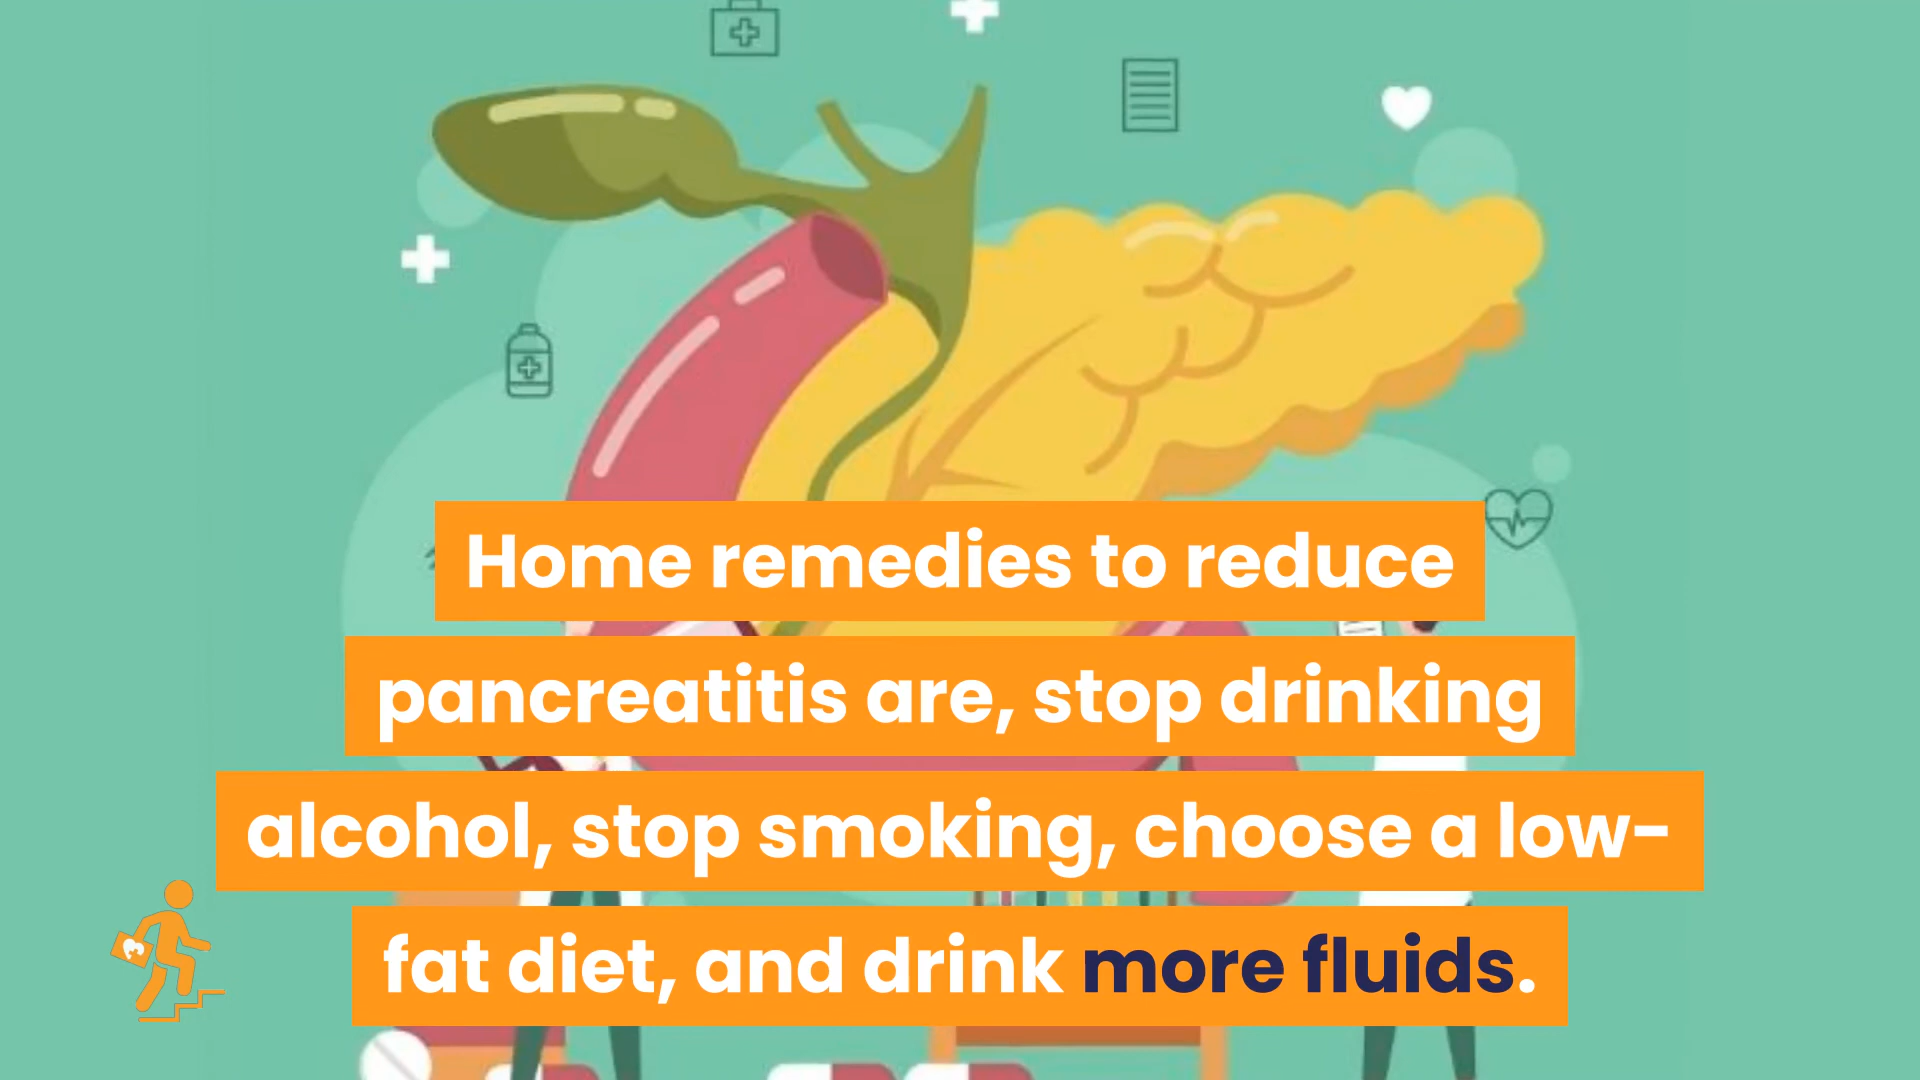 Home remedies to reduce
pancreatitis are, stop drinking
alcohol, stop smoking, choose a low-
fat diet, and drink more fluids.